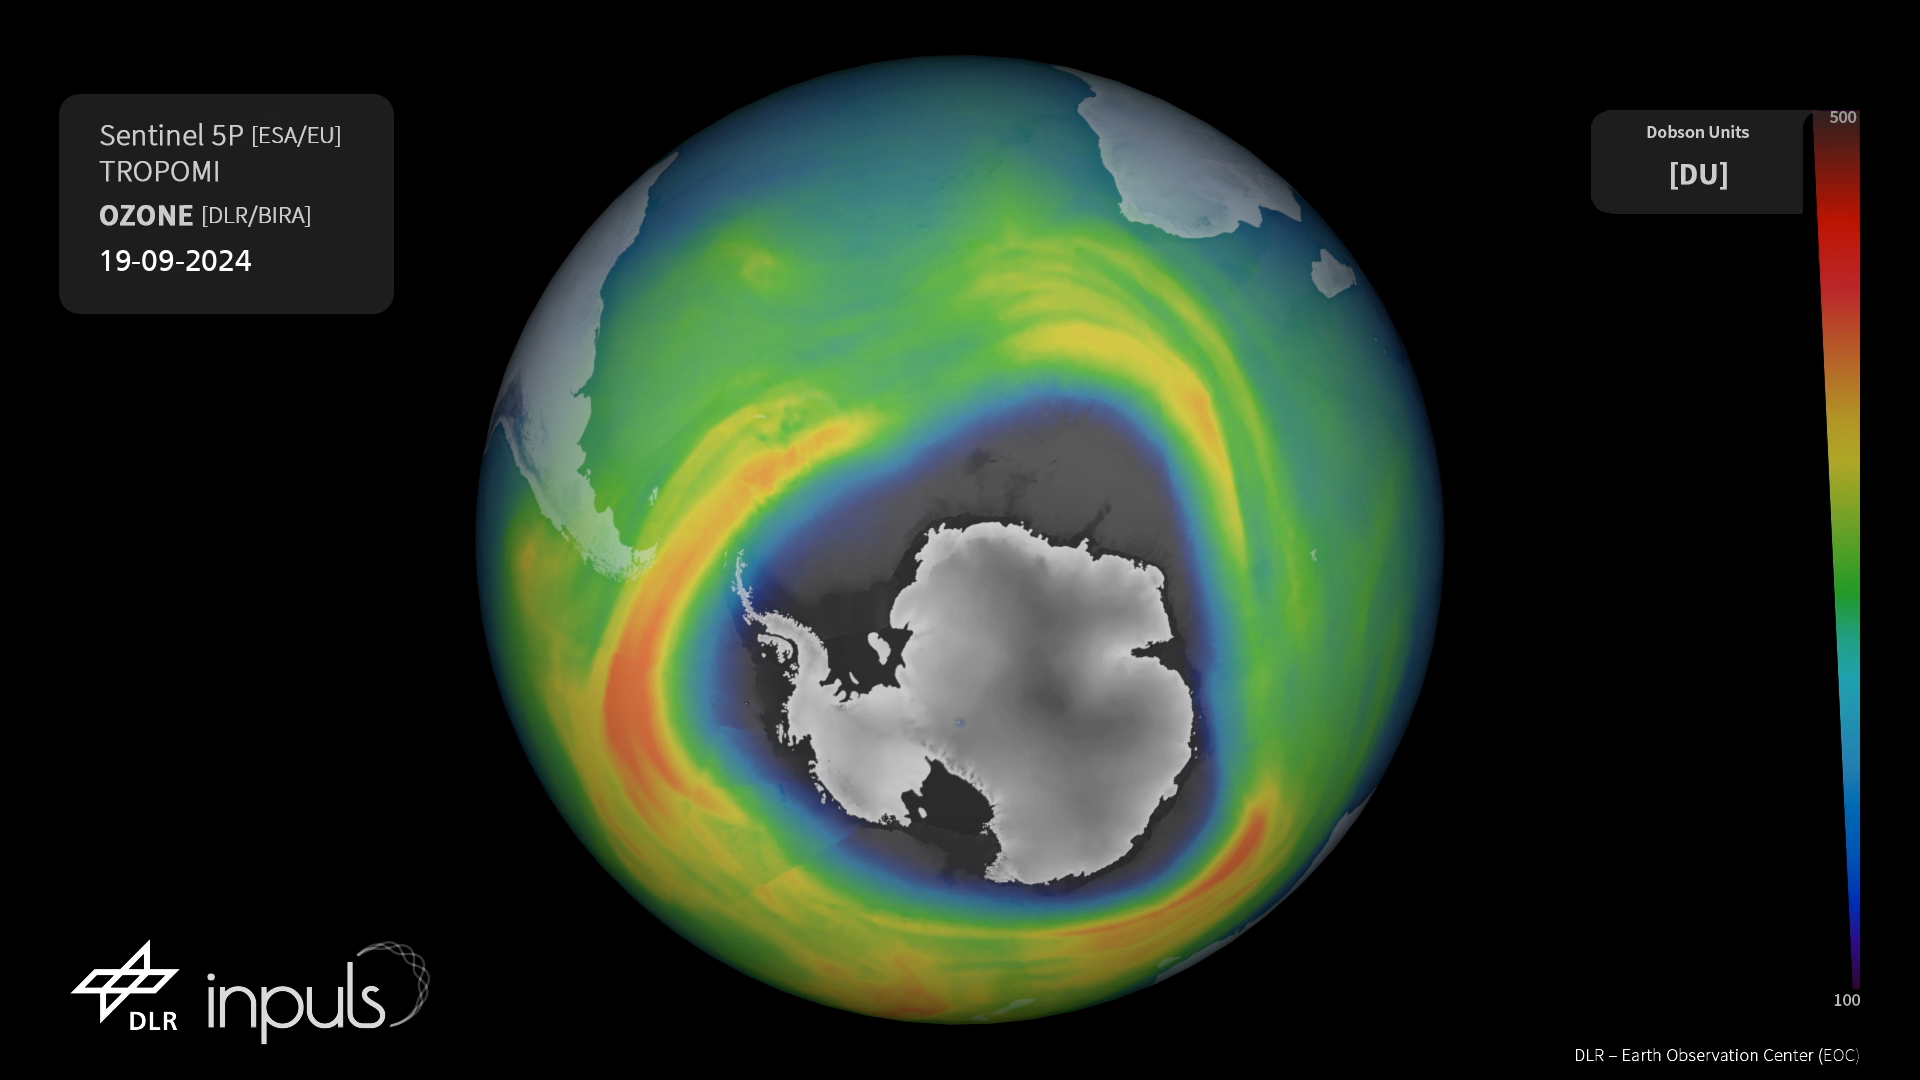 Sentinel 5P [ESA/EU]
TROPOMI
OZONE [DLR/BIRA]
19-09-2024
Dobson Units
[DU]
500
100
DLR
inpuls
DLR – Earth Observation Center (EOC)